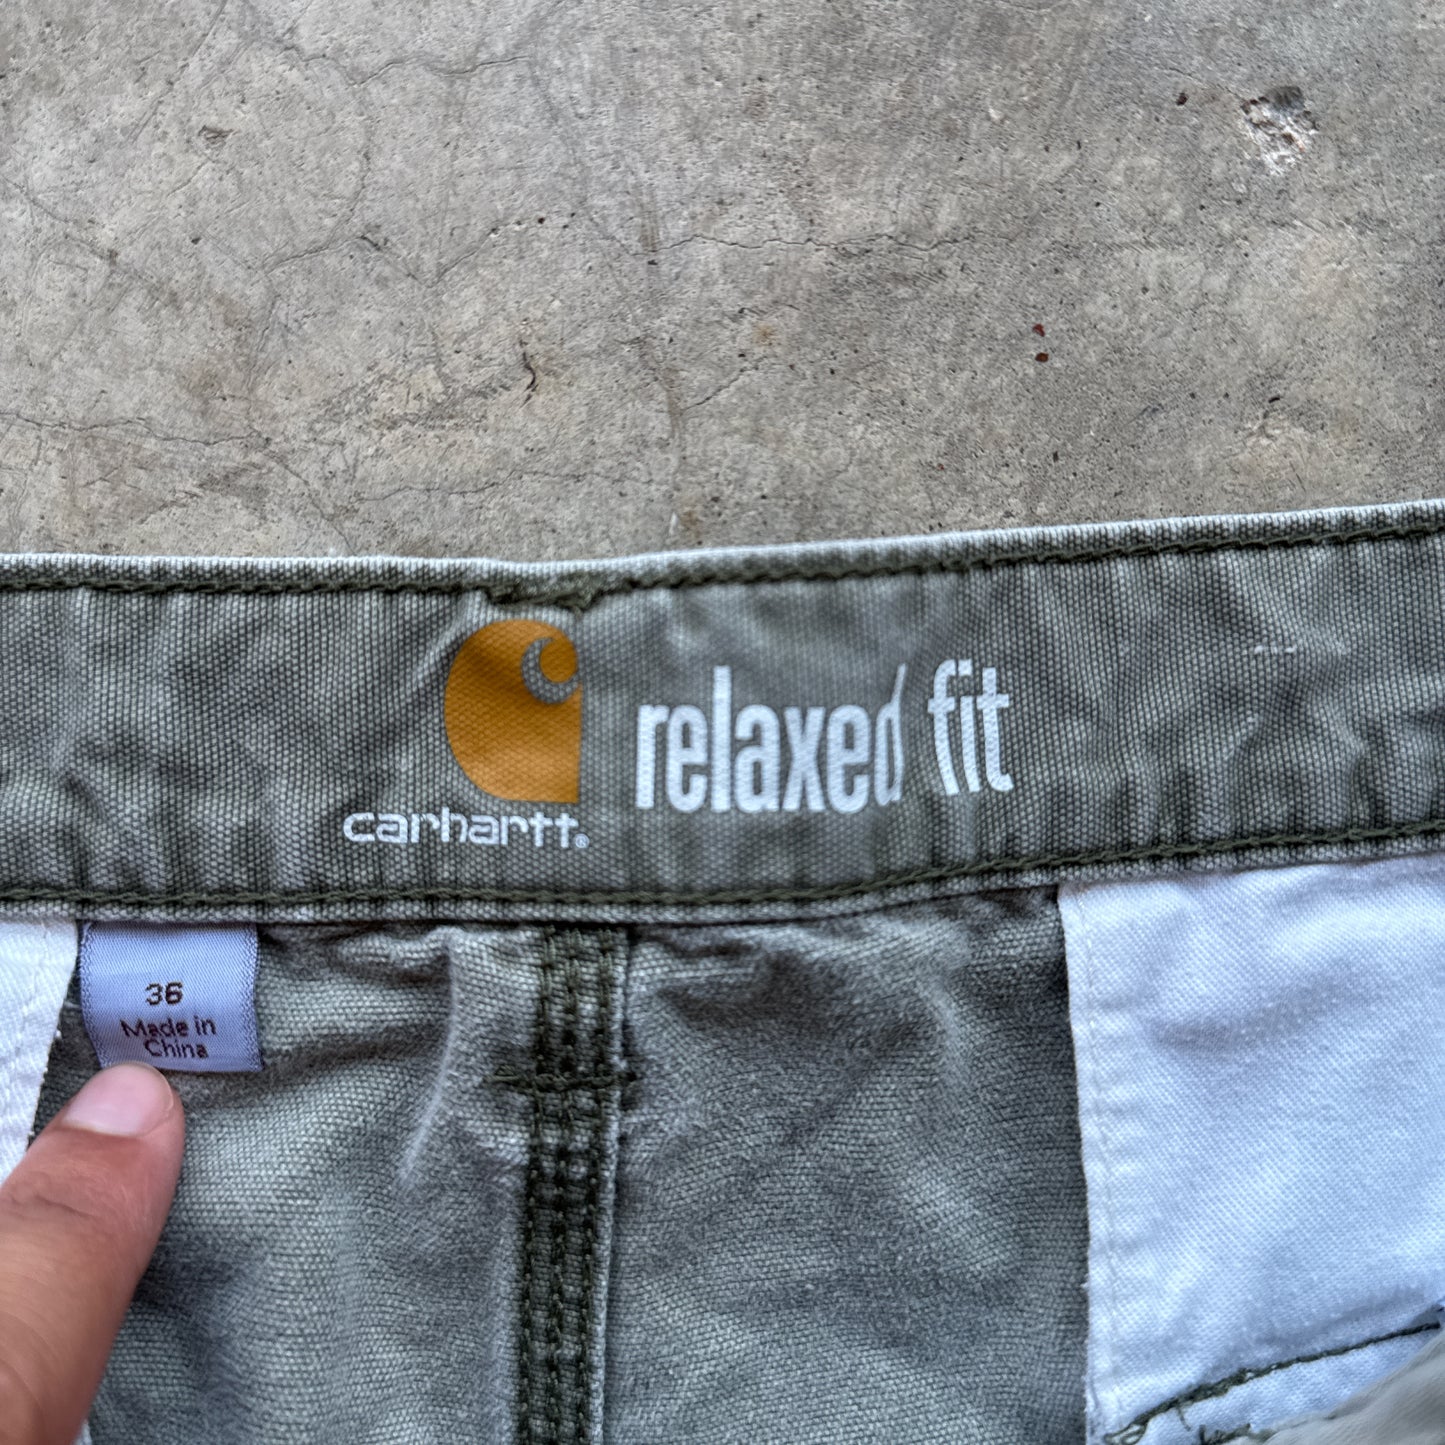 relaxed fit
carhartt®
36
Made in
China